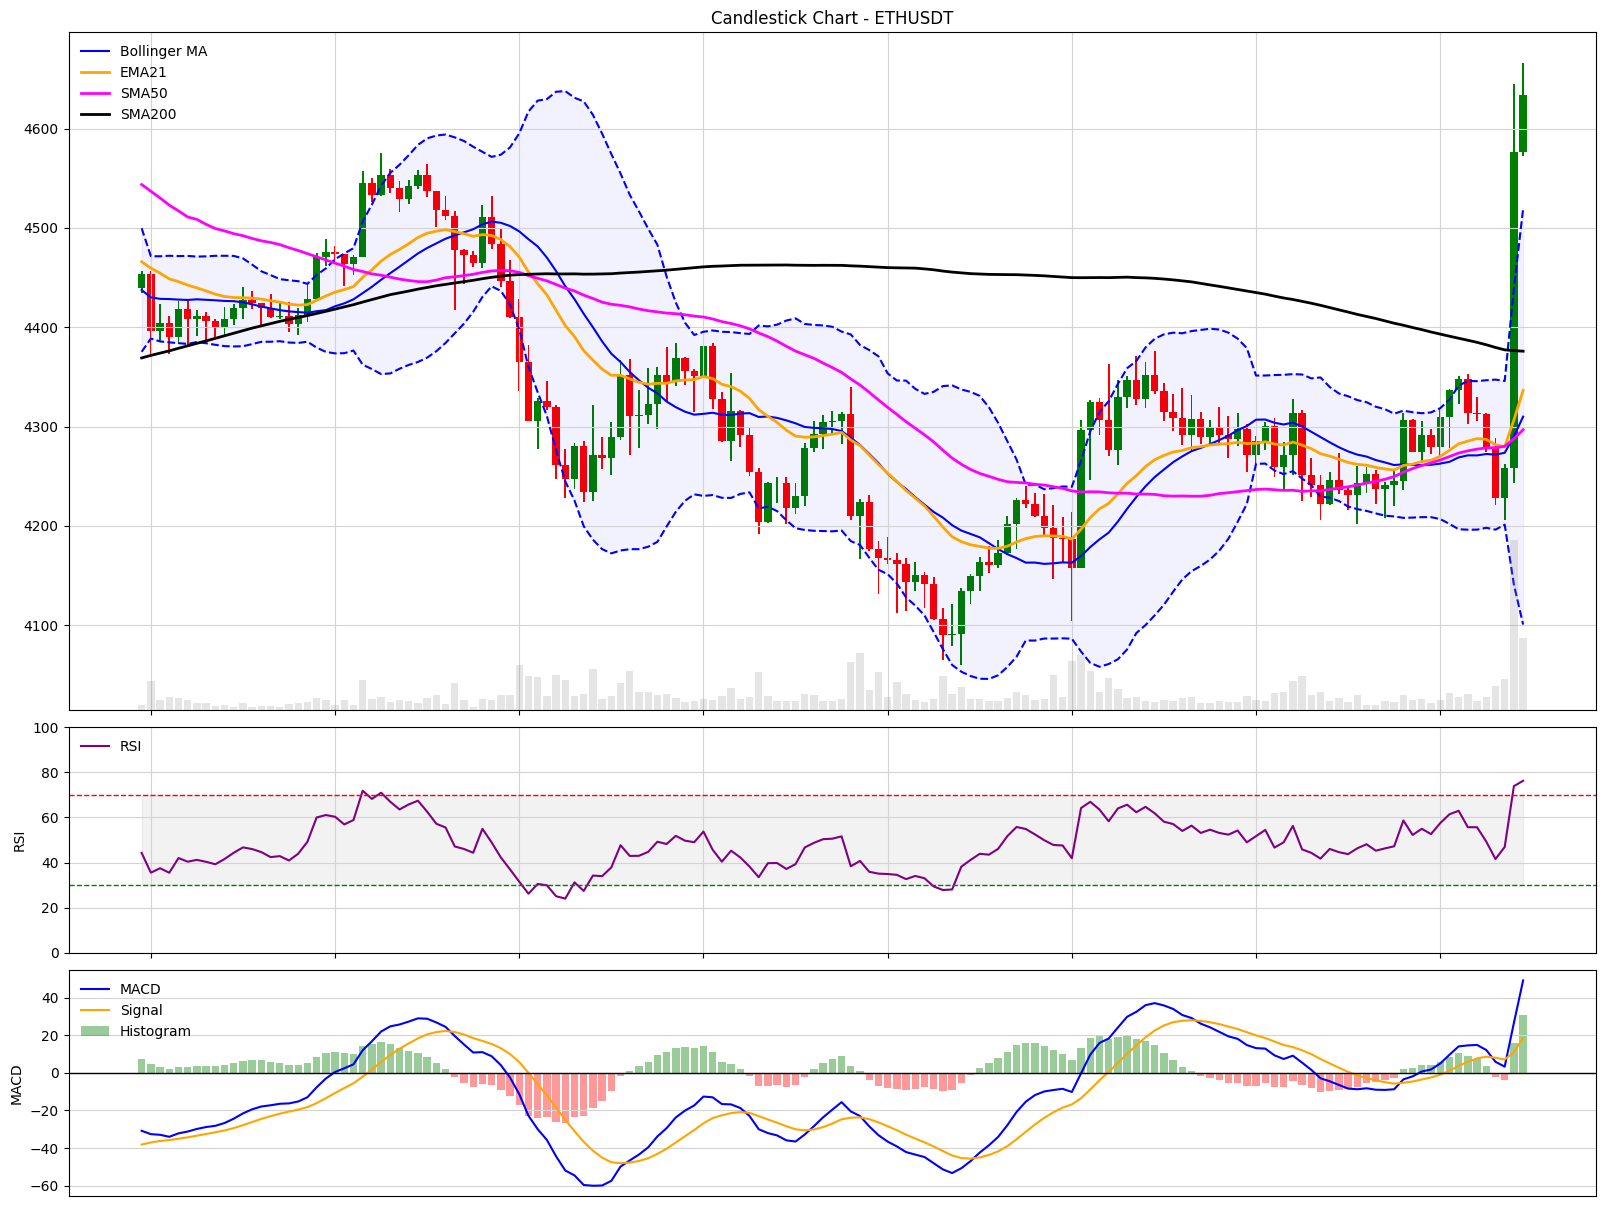 Candlestick Chart - ETHUSDT
Bollinger MA
EMA21
SMA50
SMA200
4600
4500
4400
4300
4200
4100
100
80
60
40
20
0
RSI
RSI
40
20
0
−20
−40
−60
MACD
MACD
Signal
Histogram